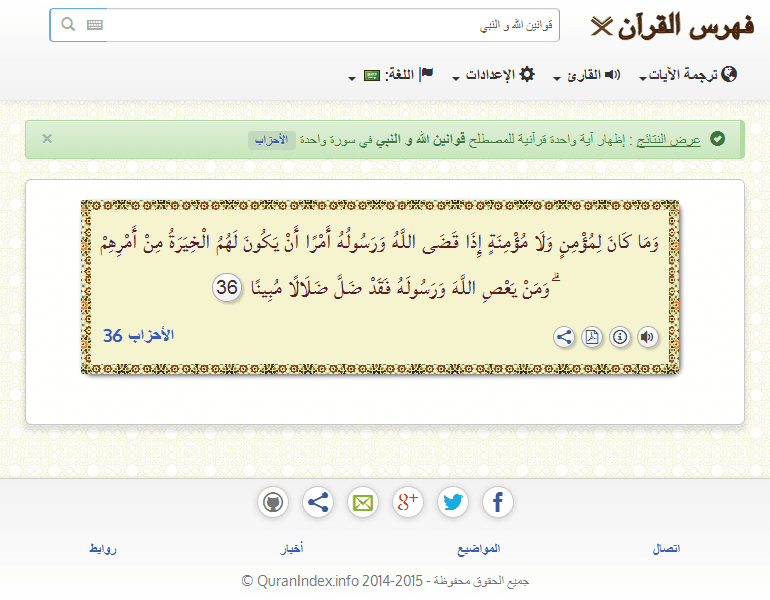 فهرس القرآن
قوانين الله و النبي
ترجمة الآيات القارئ الإعدادات اللغة:
عرض النتائج : إظهار آية واحدة قرآنية للمصطلح قوانين الله و النبي في سورة واحدة الأحزاب ×
وَمَا كَانَ لِمُؤْمِنٍ وَلَا مُؤْمِنَةٍ إِذَا قَضَى اللَّهُ وَرَسُولُهُ أَمْرًا أَنْ يَكُونَ لَهُمُ الْخِيَرَةُ مِنْ أَمْرِهِمْ
ۗ وَمَنْ يَعْصِ اللَّهَ وَرَسُولَهُ فَقَدْ ضَلَّ ضَلَالًا مُبِينًا 36
الأحزاب 36
اتصال المواضيع أخبار روابط
جميع الحقوق محفوظة - QuranIndex.info 2014-2015 ©